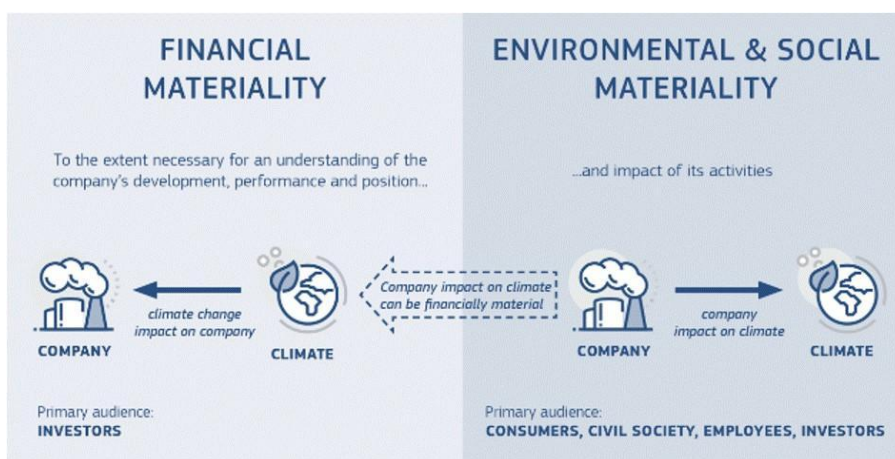 FINANCIAL
MATERIALITY
To the extent necessary for an understanding of the
company's development, performance and position...
COMPANY
climate change
impact on company
CLIMATE
Primary audience:
INVESTORS
Company impact on climate
can be financially material
ENVIRONMENTAL & SOCIAL
MATERIALITY
...and impact of its activities
COMPANY
company
impact on climate
CLIMATE
Primary audience:
CONSUMERS, CIVIL SOCIETY, EMPLOYEES, INVESTORS